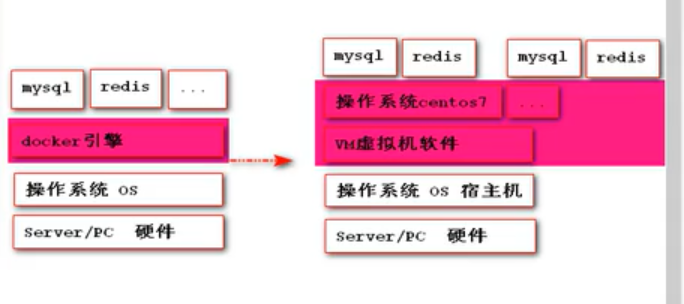 mysql redis ...
docker引擎
操作系统 OS
Server/PC 硬件
mysql redis mysql redis
操作系统centos7 ...
VM虚拟机软件
操作系统 OS 宿主机
Server/PC 硬件